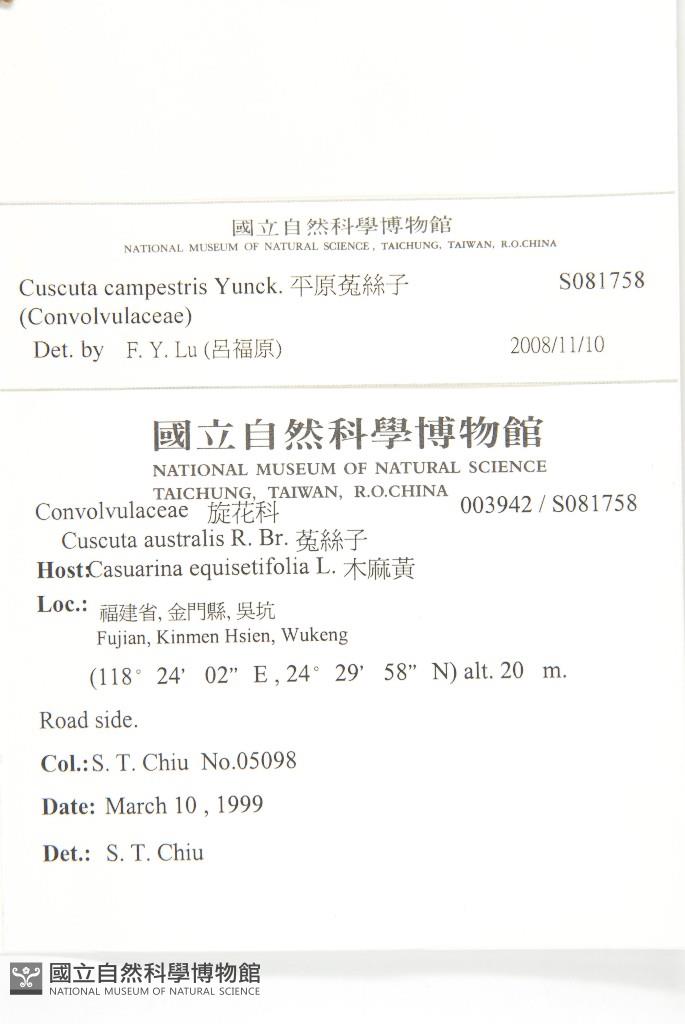 國立自然科學博物館
NATIONAL MUSEUM OF NATURAL SCIENCE, TAICHUNG, TAIWAN, R.O.CHINA
Cuscuta campestris Yunck. 平原菟絲子 S081758
(Convolvulaceae)
Det. by F. Y. Lu (呂福原) 2008/11/10
國立自然科學博物館
NATIONAL MUSEUM OF NATURAL SCIENCE
TAICHUNG, TAIWAN, R.O.CHINA
Convolvulaceae 旋花科 003942 / S081758
Cuscuta australis R. Br. 菟絲子
Host:Casuarina equisetifolia L. 木麻黃
Loc.: 福建省, 金門縣, 吳坑
Fujian, Kinmen Hsien, Wukeng
(118° 24' 02" E , 24° 29' 58" N) alt. 20 m.
Road side.
Col.: S. T. Chiu No.05098
Date: March 10 , 1999
Det.: S. T. Chiu
國立自然科學博物館
NATIONAL MUSEUM OF NATURAL SCIENCE